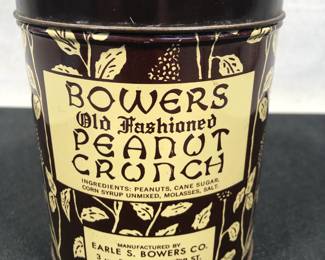 BOWERS
Old Fashioned
PEANUT
CRUNCH
INGREDIENTS: PEANUTS, CANE SUGAR,
CORN SYRUP UNMIXED, MOLASSES, SALT.
MANUFACTURED BY
EARLE S. BOWERS CO.
ST.